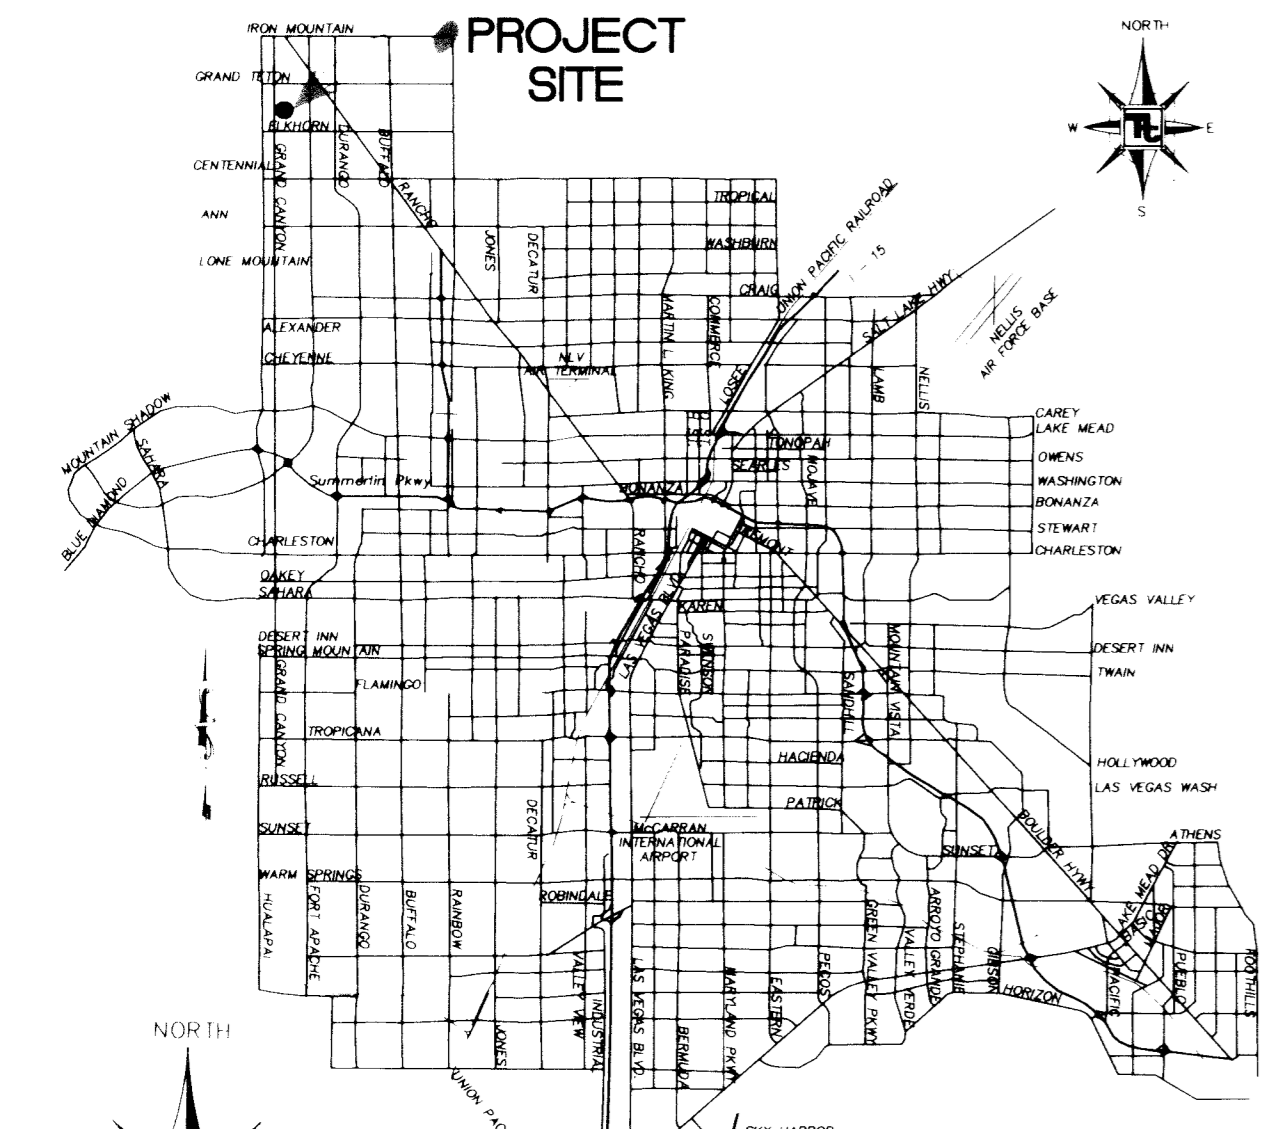 IRON MOUNTAIN
PROJECT
SITE
NORTH
GRAND TETON
W
E
S
ELKHORN
DURANGO
BUFFALO
CENTENNIAL
GRAND CANYON
RANCHO
TROPICAL
ANN
JONES
DECATUR
WASHBURN
UNION PACIFIC RAILROAD
LONE MOUNTAIN
I - 15
CRAIG
SALT LAKE HWY.
NELLIS
AIR FORCE BASE
MARTIN L. KING
COMMERCE
ALEXANDER
CHEYENNE
NLV
AIR TERMINAL
LOSEE
LAMB
NELLIS
MOUNTAIN SHADOW
SAHARA
BLUE DIAMOND
CAREY
LAKE MEAD
TONOPAH
OWENS
SEARLES
MOJAVE
Summerlin Pkwy
BONANZA
WASHINGTON
BONANZA
STEWART
CHARLESTON
FREMONT
CHARLESTON
RANCHO
OAKEY
SAHARA
LAS VEGAS BLVD.
KAREN
VEGAS VALLEY
DESERT INN
SPRING MOUNTAIN
PARADISE
SWENSON
MOUNTAIN VISTA
DESERT INN
TWAIN
GRAND CANYON
FLAMINGO
SANDHILL
TROPICANA
HACIENDA
HOLLYWOOD
RUSSELL
LAS VEGAS WASH
PATRICK
DECATUR
SUNSET
McCARRAN
INTERNATIONAL
AIRPORT
BOULDER HYWY
SUNSET
ATHENS
LAKE MEAD DR.
WARM SPRINGS
HUALAPAI
FORT APACHE
DURANGO
BUFFALO
RAINBOW
ROBINDALE
GREEN VALLEY PKWY
VALLEY VERDE
ARROYO GRANDE
STEPHANIE
GIBSON
BASIC
MAJOR
VALLEY VIEW
INDUSTRIAL
LAS VEGAS BLVD.
BERMUDA
MARYLAND PKWY
EASTERN
PECOS
HORIZON
PACIFIC
PUEBLO
FOOTHILLS
NORTH
JONES
UNION PAC
SKY HARBOR